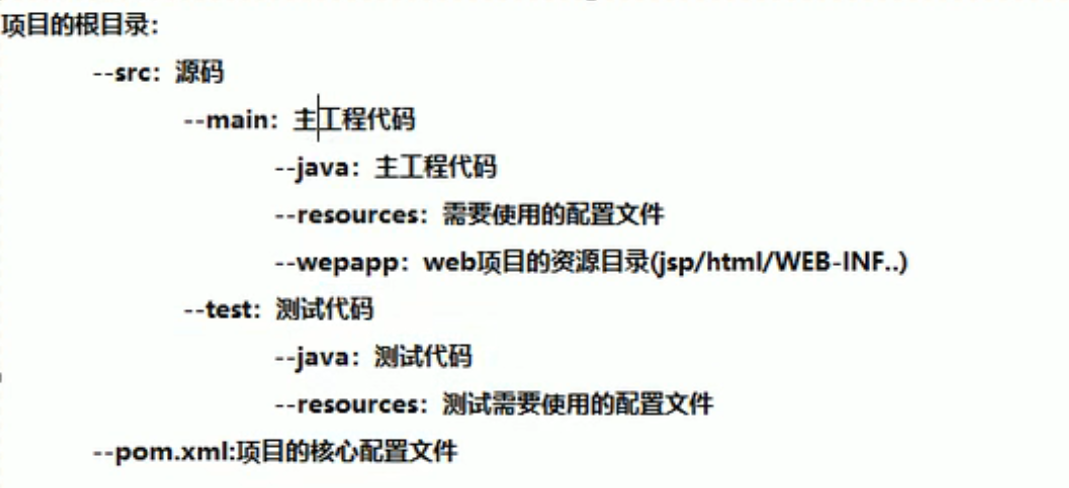 项目的根目录：
--src：源码
--main：主工程代码
--java：主工程代码
--resources：需要使用的配置文件
--wepapp：web项目的资源目录(jsp/html/WEB-INF..)
--test：测试代码
--java：测试代码
--resources：测试需要使用的配置文件
--pom.xml:项目的核心配置文件